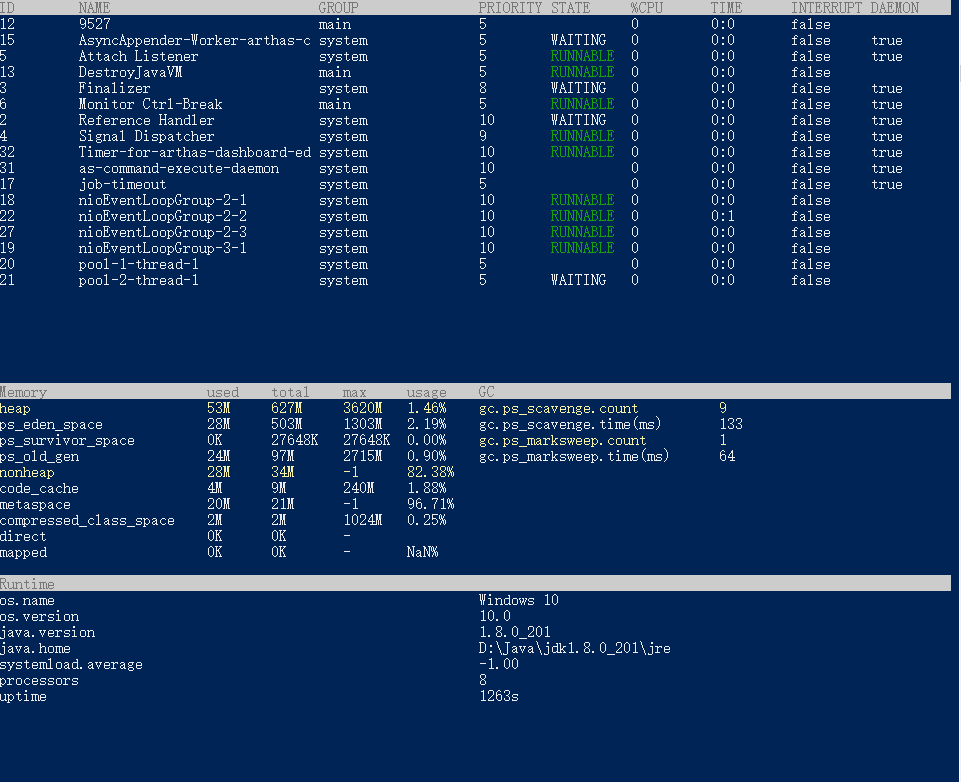 ID NAME GROUP PRIORITY STATE %CPU TIME INTERRUPT DAEMON
12 9527 main 5 0 0:0 false
15 AsyncAppender-Worker-arthas-c system 5 WAITING 0 0:0 false true
5 Attach Listener system 5 RUNNABLE 0 0:0 false true
13 DestroyJavaVM main 5 RUNNABLE 0 0:0 false
3 Finalizer system 8 WAITING 0 0:0 false true
6 Monitor Ctrl-Break main 5 RUNNABLE 0 0:0 false true
2 Reference Handler system 10 WAITING 0 0:0 false true
4 Signal Dispatcher system 9 RUNNABLE 0 0:0 false true
32 Timer-for-arthas-dashboard-ed system 10 RUNNABLE 0 0:0 false true
31 as-command-execute-daemon system 10 0 0:0 false true
17 job-timeout system 5 0 0:0 false true
18 nioEventLoopGroup-2-1 system 10 RUNNABLE 0 0:0 false
22 nioEventLoopGroup-2-2 system 10 RUNNABLE 0 0:1 false
27 nioEventLoopGroup-2-3 system 10 RUNNABLE 0 0:0 false
19 nioEventLoopGroup-3-1 system 10 RUNNABLE 0 0:0 false
20 pool-1-thread-1 system 5 0 0:0 false
21 pool-2-thread-1 system 5 WAITING 0 0:0 false
Memory used total max usage GC
heap 53M 627M 3620M 1.46% gc.ps_scavenge.count 9
ps_eden_space 28M 503M 1303M 2.19% gc.ps_scavenge.time(ms) 133
ps_survivor_space 0K 27648K 27648K 0.00% gc.ps_marksweep.count 1
ps_old_gen 24M 97M 2715M 0.90% gc.ps_marksweep.time(ms) 64
nonheap 28M 34M -1 82.38%
code_cache 4M 9M 240M 1.88%
metaspace 20M 21M -1 96.71%
compressed_class_space 2M 2M 1024M 0.25%
direct 0K 0K -
mapped 0K 0K - NaN%
Runtime
os.name Windows 10
os.version 10.0
java.version 1.8.0_201
java.home D:\Java\jdk1.8.0_201\jre
systemload.average -1.00
processors 8
uptime 1263s